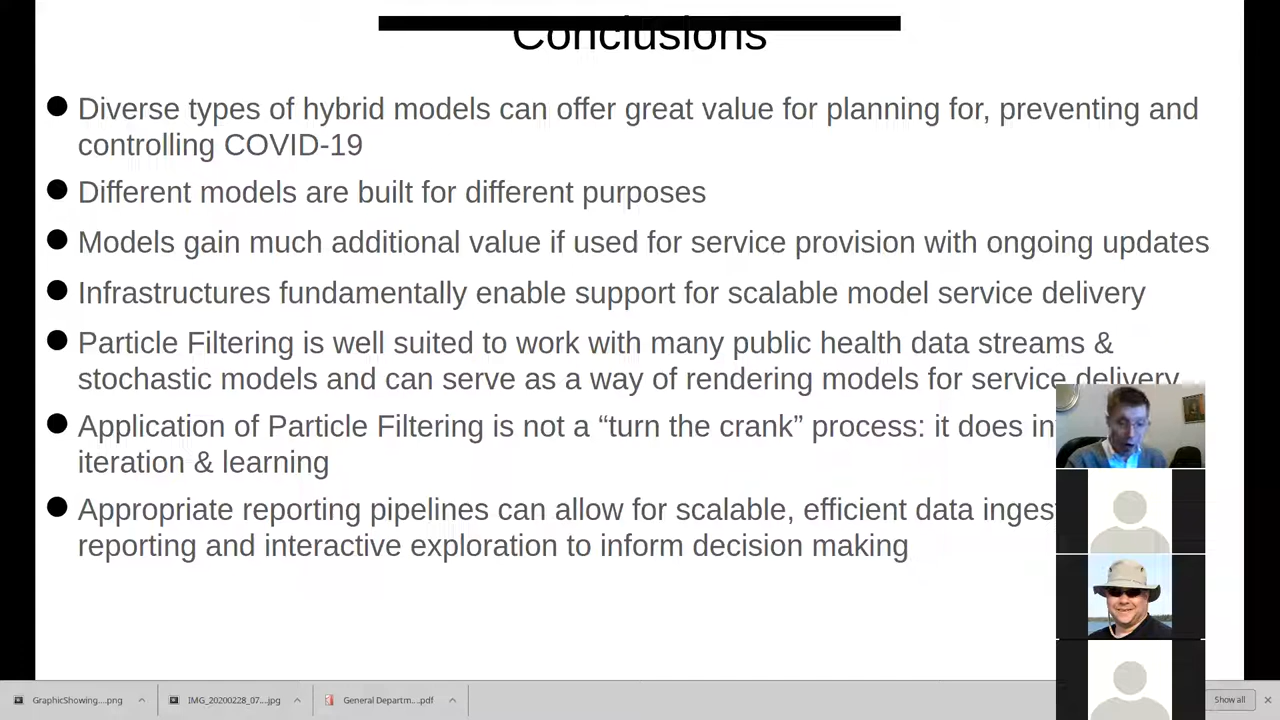 Conclusions
Diverse types of hybrid models can offer great value for planning for, preventing and
controlling COVID-19
Different models are built for different purposes
Models gain much additional value if used for service provision with ongoing updates
Infrastructures fundamentally enable support for scalable model service delivery
Particle Filtering is well suited to work with many public health data streams &
stochastic models and can serve as a way of rendering models for service delivery
Application of Particle Filtering is not a “turn the crank” process: it does
iteration & learning
Appropriate reporting pipelines can allow for scalable, efficient data
reporting and interactive exploration to inform decision making
GraphicShowing....png
IMG_20200228_07...jpg
General Departm...pdf
Show all